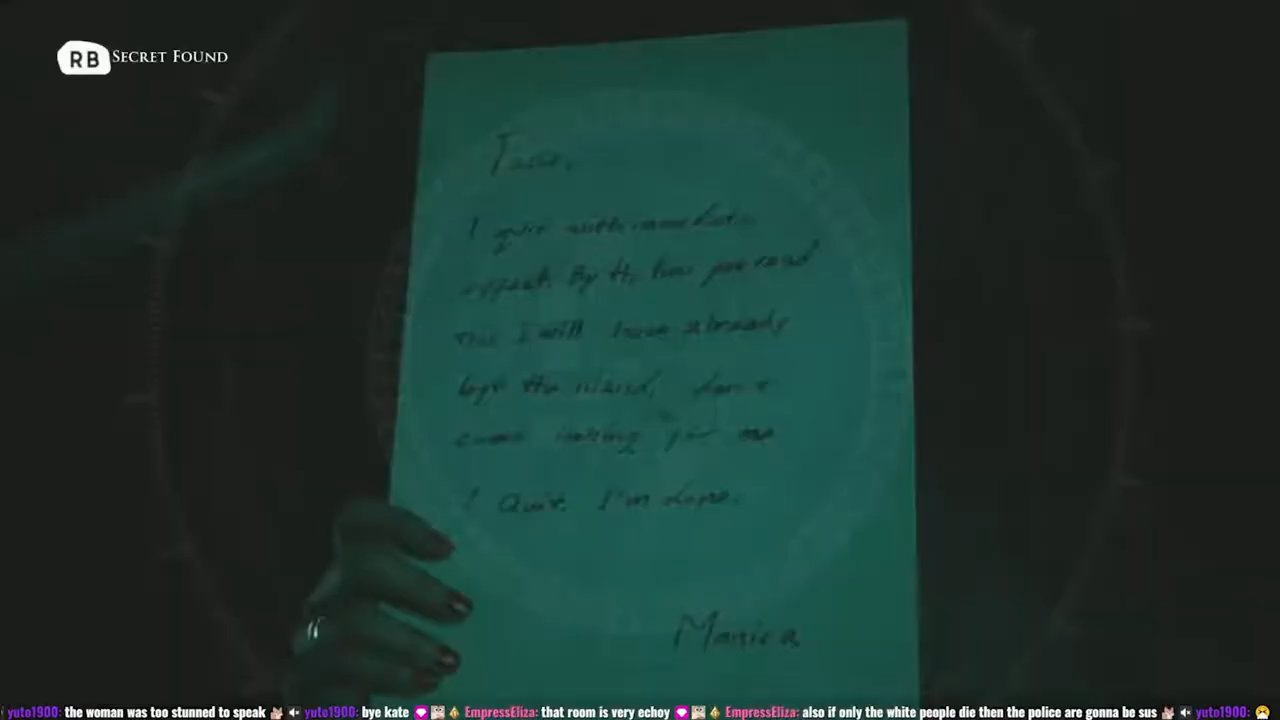 RB SECRET FOUND
I quit with immediate
effect. By the time you read
this I will have already
left the island, don't
come looking for me
I Quit. I'm done.
Monica
yuto1900: the woman was too stunned to speak yuto1900: bye kate EmpressEliza: that room is very echoy EmpressEliza: also if only the white people die then the police are gonna be sus yuto1900: